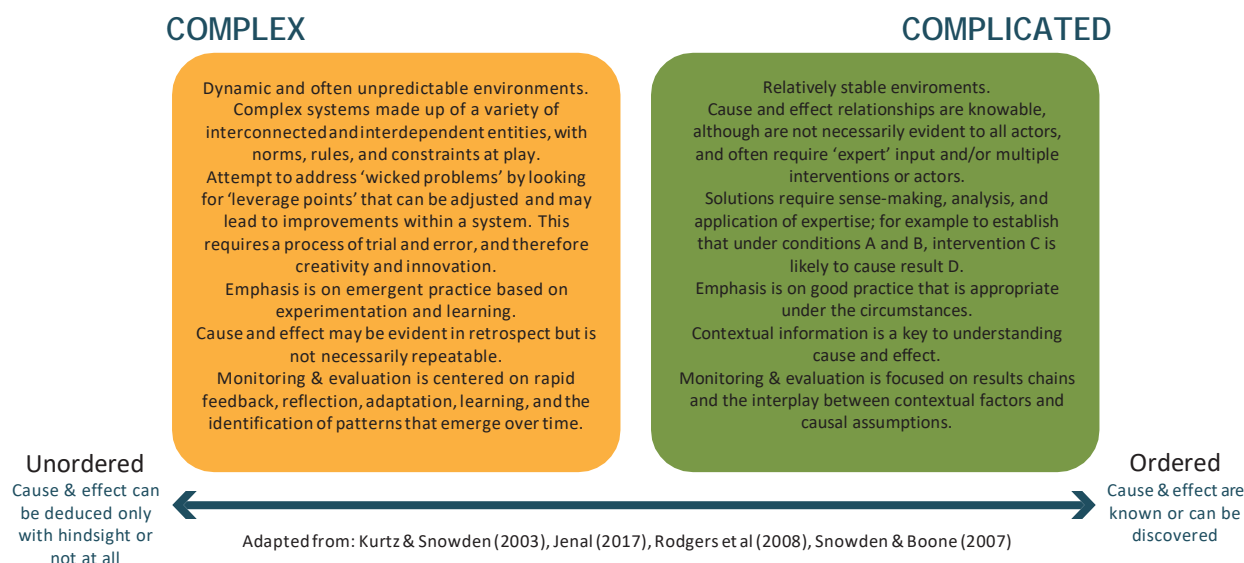 COMPLEX
Dynamic and often unpredictable environments.
Complex systems made up of a variety of
interconnected and interdependent entities, with
norms, rules, and constraints at play.
Attempt to address ‘wicked problems’ by looking
for ‘leverage points’ that can be adjusted and may
lead to improvements within a system. This
requires a process of trial and error, and therefore
creativity and innovation.
Emphasis is on emergent practice based on
experimentation and learning.
Cause and effect may be evident in retrospect but is
not necessarily repeatable.
Monitoring & evaluation is centered on rapid
feedback, reflection, adaptation, learning, and the
identification of patterns that emerge over time.
COMPLICATED
Relatively stable enviroments.
Cause and effect relationships are knowable,
although are not necessarily evident to all actors,
and often require ‘expert’ input and/or multiple
interventions or actors.
Solutions require sense-making, analysis, and
application of expertise; for example to establish
that under conditions A and B, intervention C is
likely to cause result D.
Emphasis is on good practice that is appropriate
under the circumstances.
Contextual information is a key to understanding
cause and effect.
Monitoring & evaluation is focused on results chains
and the interplay between contextual factors and
causal assumptions.
Unordered
Cause & effect can
be deduced only
with hindsight or
not at all
Ordered
Cause & effect are
known or can be
discovered
Adapted from: Kurtz & Snowden (2003), Jenal (2017), Rodgers et al (2008), Snowden & Boone (2007)